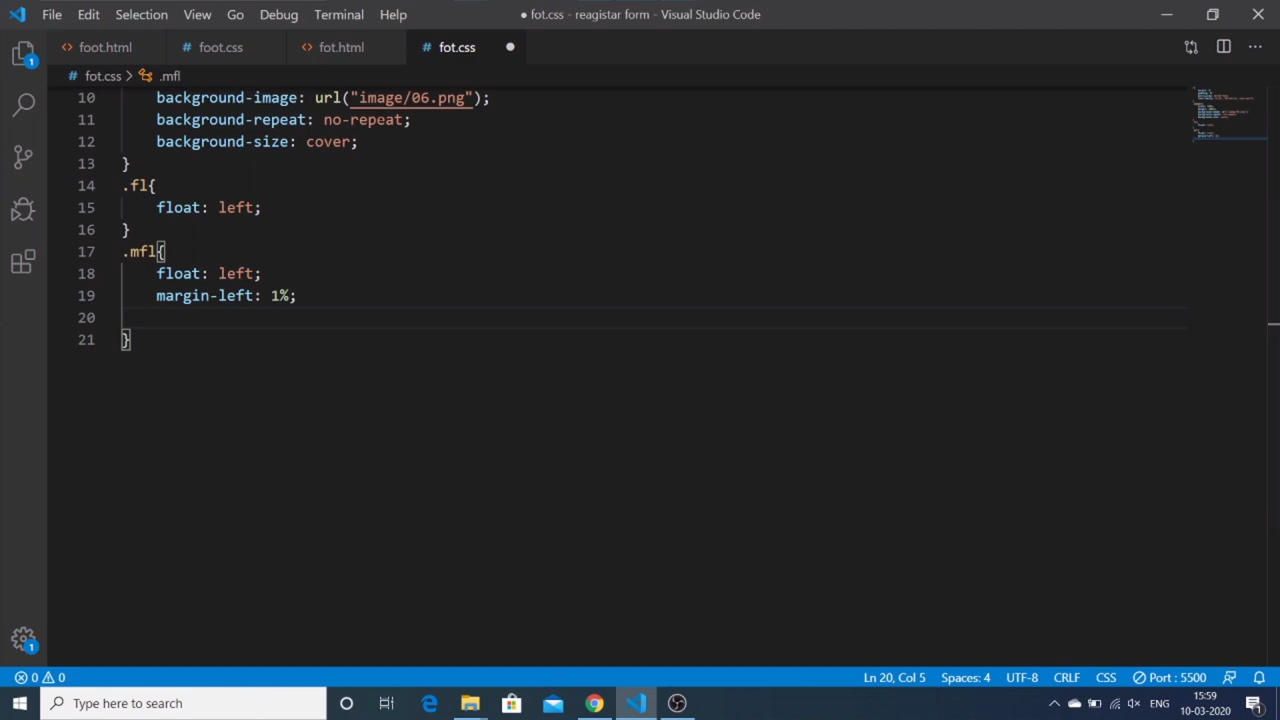 File Edit Selection View Go Debug Terminal Help ● fot.css - reagistar form - Visual Studio Code
<> foot.html # foot.css <> fot.html # fot.css ●
# fot.css > .mfl
10 background-image: url("image/06.png");
11 background-repeat: no-repeat;
12 background-size: cover;
13 }
14 .fl{
15 float: left;
16 }
17 .mfl{
18 float: left;
19 margin-left: 1%;
20
21 }
1
1
0 0 Ln 20, Col 5 Spaces: 4 UTF-8 CRLF CSS Port : 5500
Type here to search ENG 15:59
10-03-2020 1